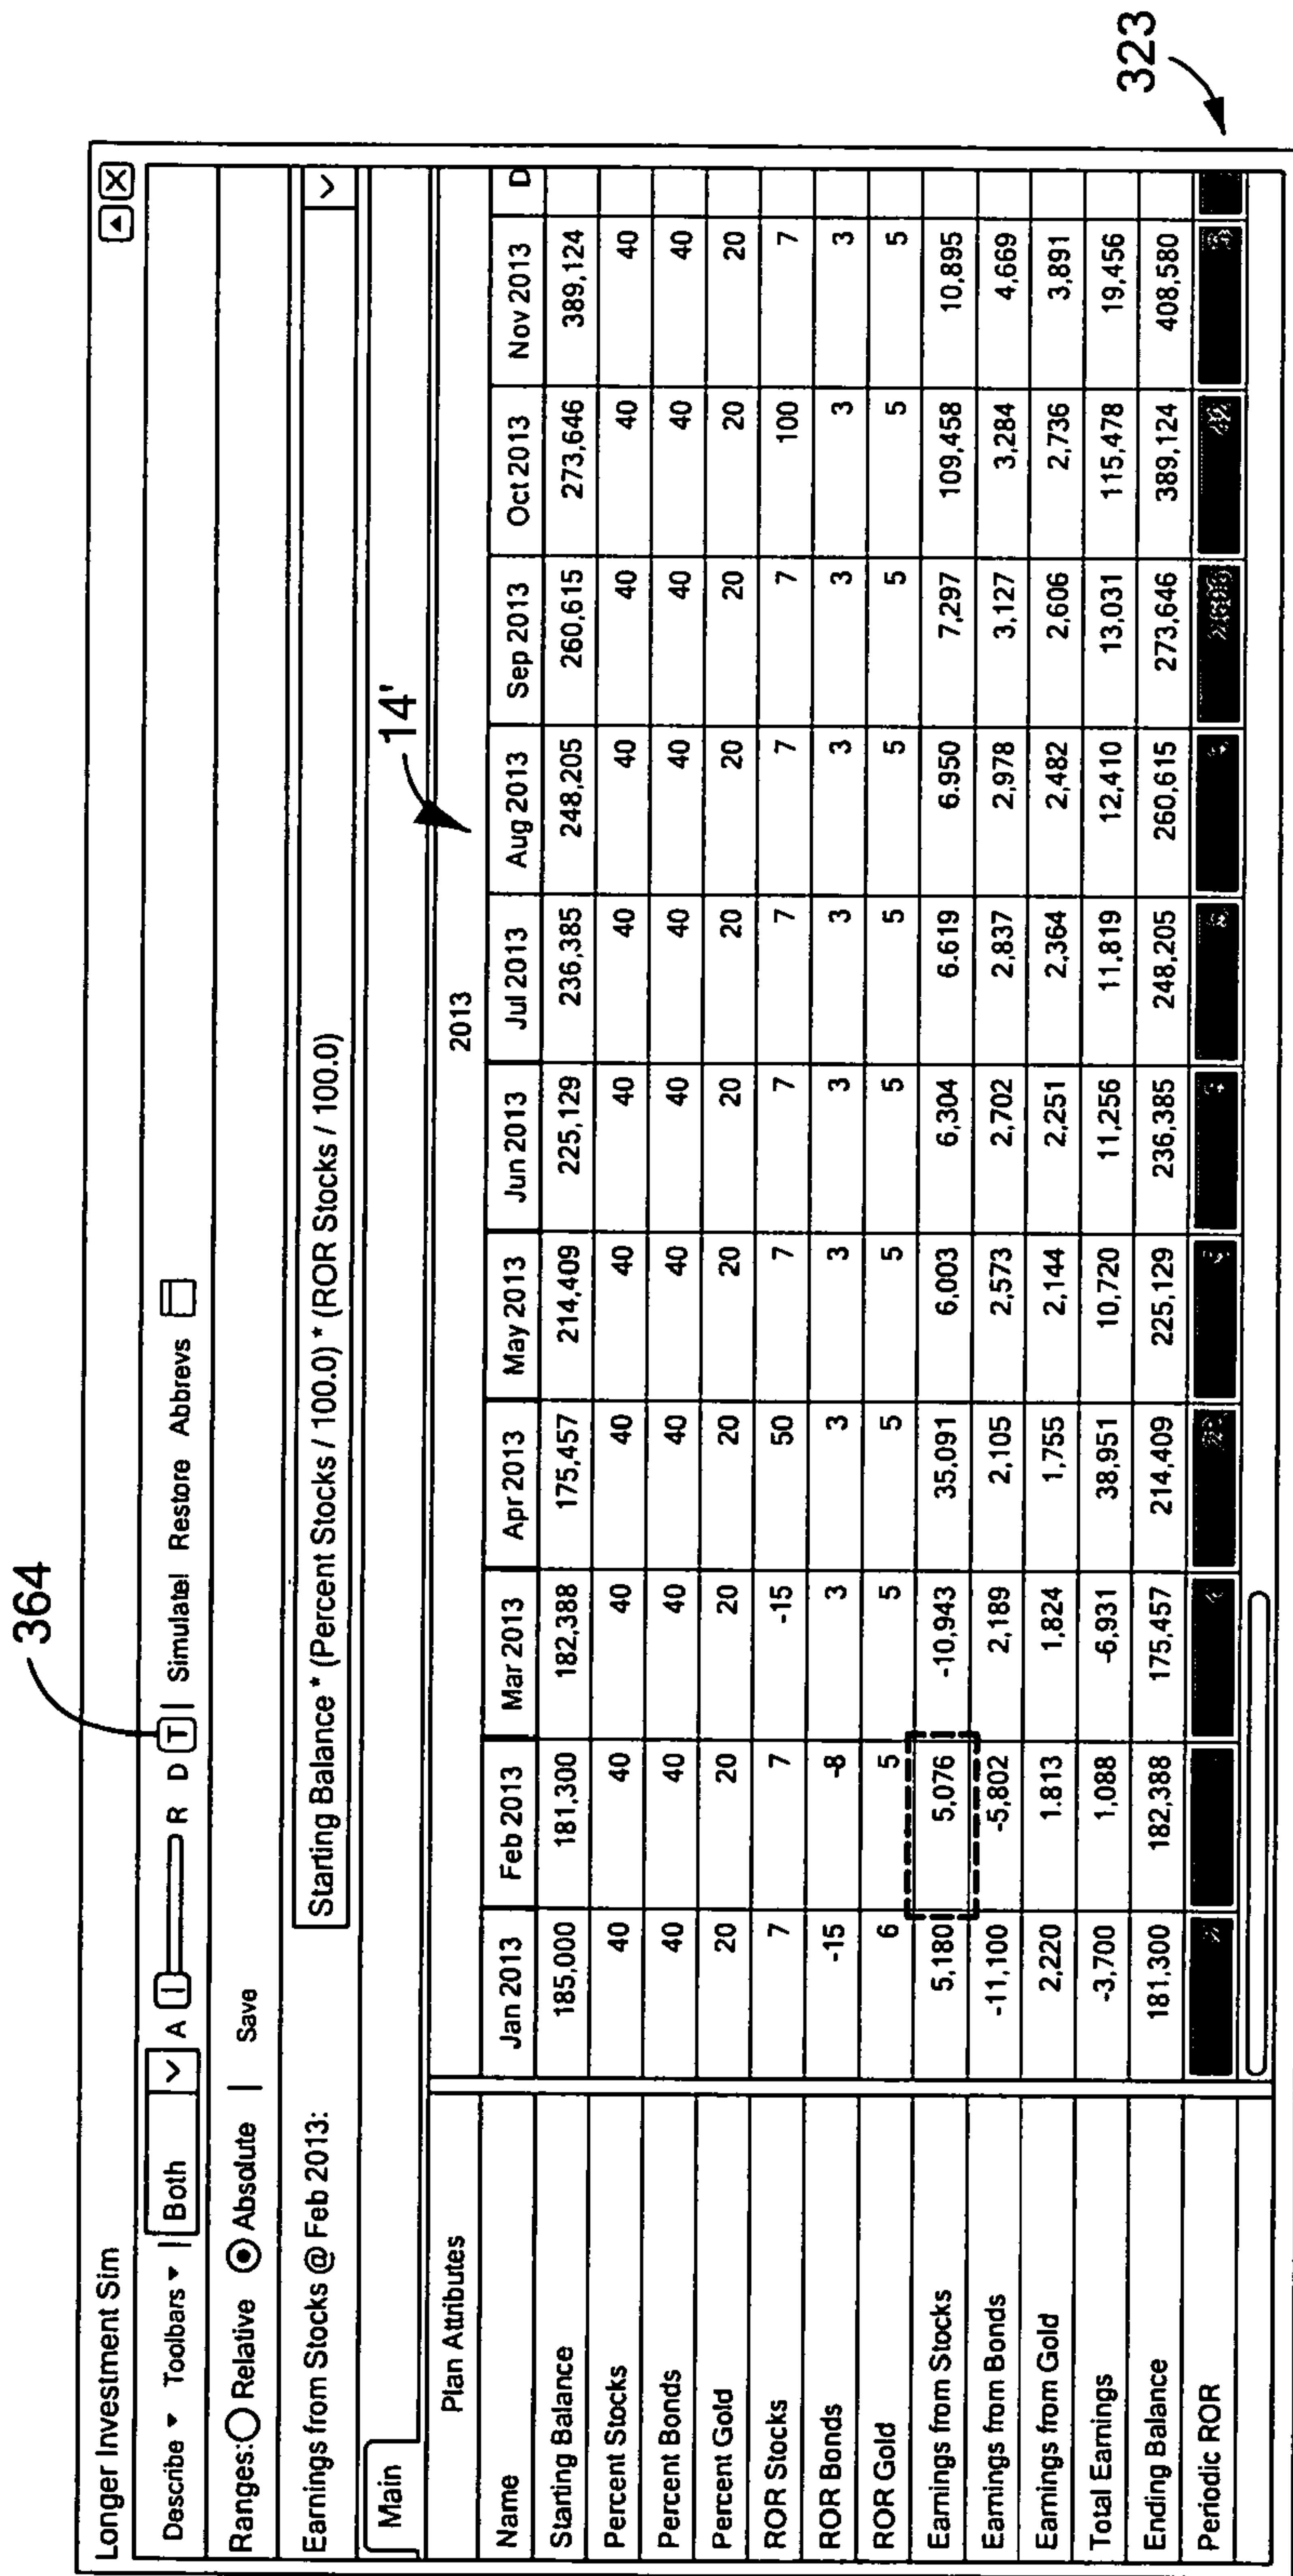 364
Longer Investment Sim
Describe Toolbars | Both A R D T | Simulatel Restore Abbrevs
Ranges: Relative Absolute | Save
Earnings from Stocks @ Feb 2013: Starting Balance * (Percent Stocks / 100.0) * (ROR Stocks / 100.0)
Main
14'
Plan Attributes 2013
Name Jan 2013 Feb 2013 Mar 2013 Apr 2013 May 2013 Jun 2013 Jul 2013 Aug 2013 Sep 2013 Oct 2013 Nov 2013 D
Starting Balance 185,000 181,300 182,388 175,457 214,409 225,129 236,385 248,205 260,615 273,646 389,124
Percent Stocks 40 40 40 40 40 40 40 40 40 40 40
Percent Bonds 40 40 40 40 40 40 40 40 40 40 40
Percent Gold 20 20 20 20 20 20 20 20 20 20 20
ROR Stocks 7 7 -15 50 7 7 7 7 7 100 7
ROR Bonds -15 -8 3 3 3 3 3 3 3 3 3
ROR Gold 6 5 5 5 5 5 5 5 5 5 5
Earnings from Stocks 5,180 5,076 -10,943 35,091 6,003 6,304 6.619 6.950 7,297 109,458 10,895
Earnings from Bonds -11,100 -5,802 2,189 2,105 2,573 2,702 2,837 2,978 3,127 3,284 4,669
Earnings from Gold 2,220 1.813 1,824 1,755 2,144 2,251 2,364 2,482 2,606 2,736 3,891
Total Earnings -3,700 1,088 -6,931 38,951 10,720 11,256 11,819 12,410 13,031 115,478 19,456
Ending Balance 181,300 182,388 175,457 214,409 225,129 236,385 248,205 260,615 273,646 389,124 408,580
Periodic ROR
323